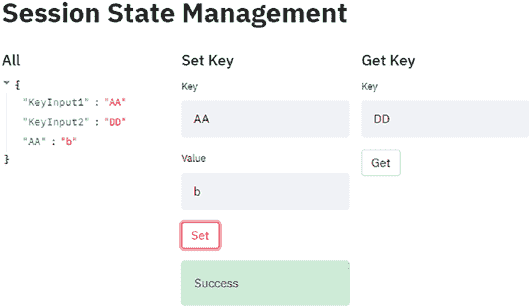 Session State Management
All
{
"KeyInput1" : "AA"
"KeyInput2" : "DD"
"AA" : "b"
}
Set Key
Key
AA
Value
b
Set
Success
Get Key
Key
DD
Get